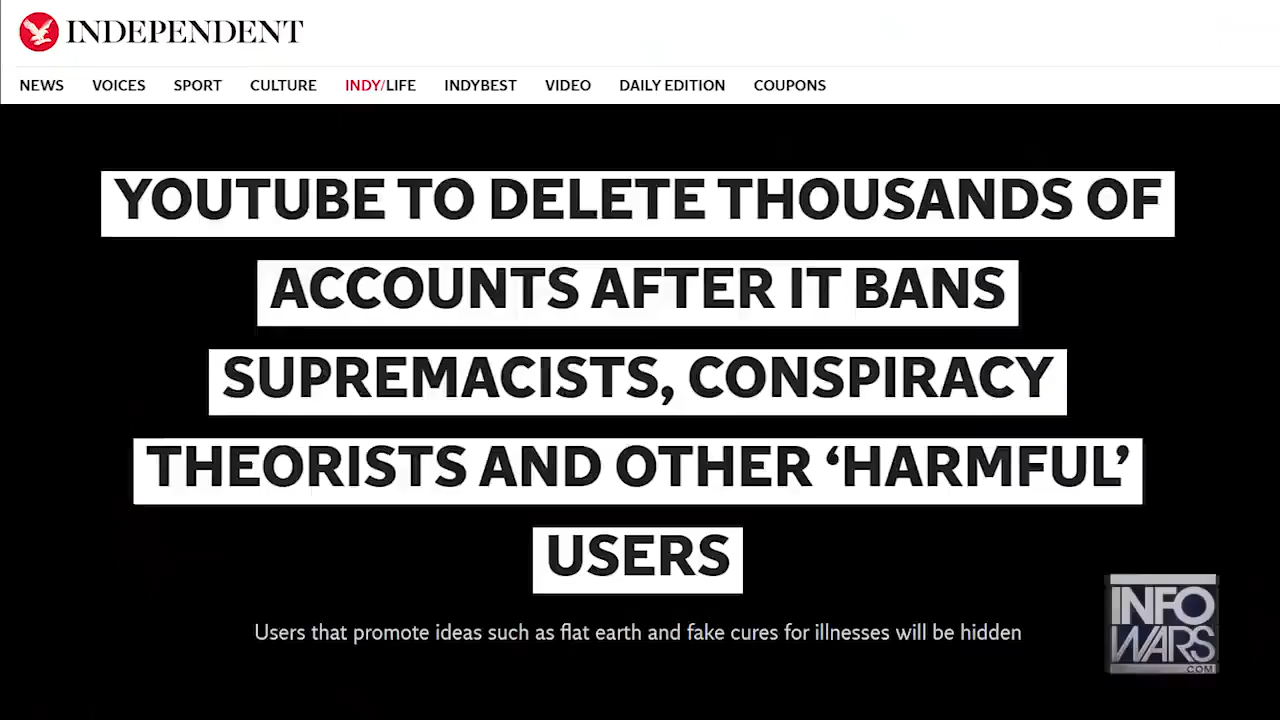 INDEPENDENT
NEWS VOICES SPORT CULTURE INDY/LIFE INDYBEST VIDEO DAILY EDITION COUPONS
YOUTUBE TO DELETE THOUSANDS OF
ACCOUNTS AFTER IT BANS
SUPREMACISTS, CONSPIRACY
THEORISTS AND OTHER ‘HARMFUL’
USERS
Users that promote ideas such as flat earth and fake cures for illnesses will be hidden
INFO
WARS
.COM